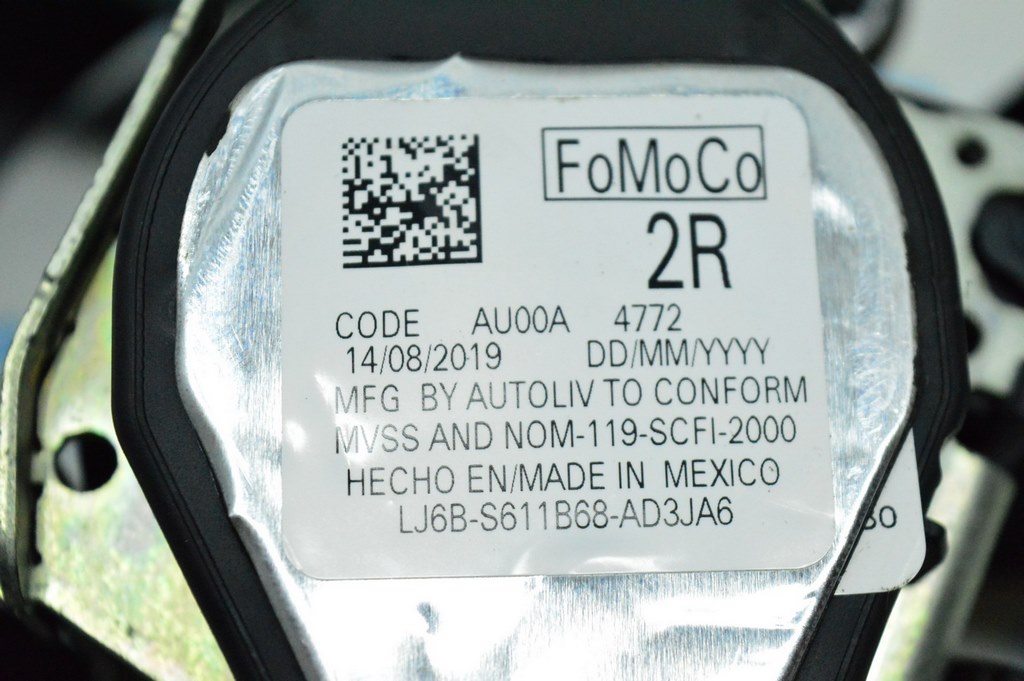 FoMoCo
2R
CODE AU00A 4772
14/08/2019 DD/MM/YYYY
MFG BY AUTOLIV TO CONFORM
MVSS AND NOM-119-SCFI-2000
HECHO EN/MADE IN MEXICO
LJ6B-S611B68-AD3JA6